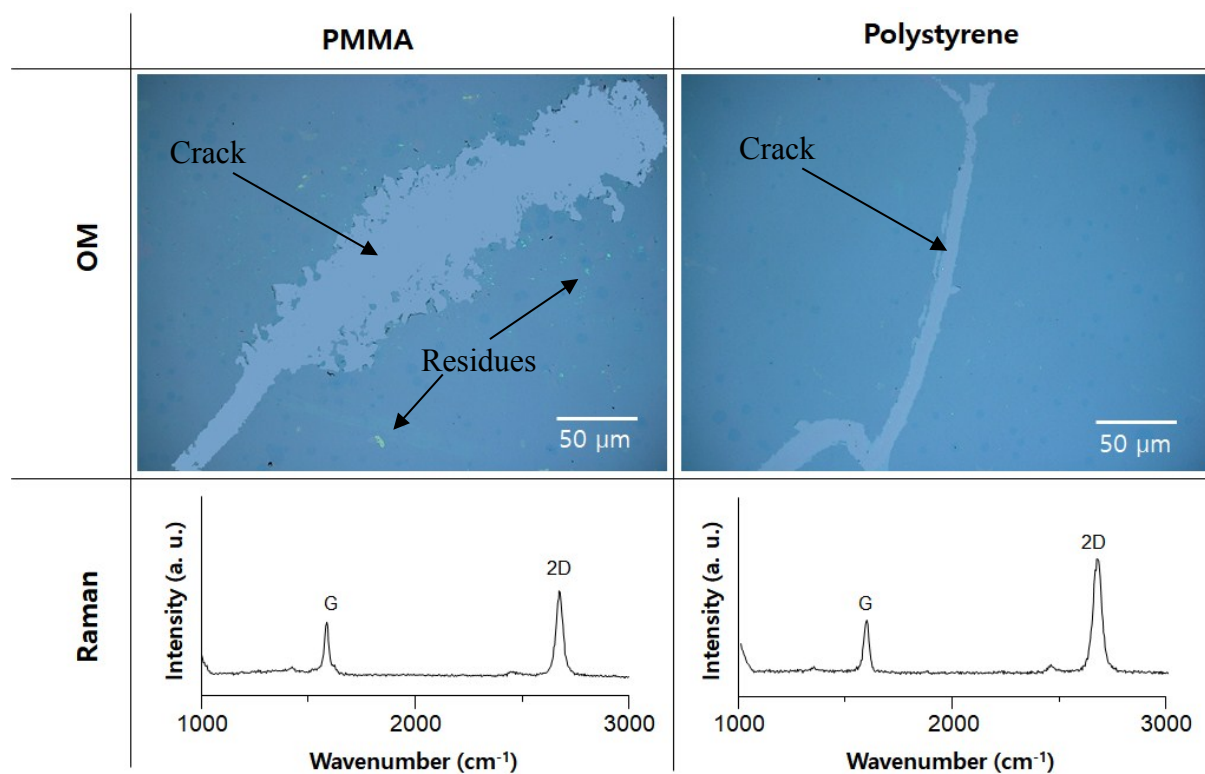 PMMA
Polystyrene
OM
Crack
Residues
50 μm
Crack
50 μm
Raman
Intensity (a. u.)
G
2D
1000
2000
3000
Wavenumber (cm⁻¹)
Intensity (a. u.)
G
2D
1000
2000
3000
Wavenumber (cm⁻¹)